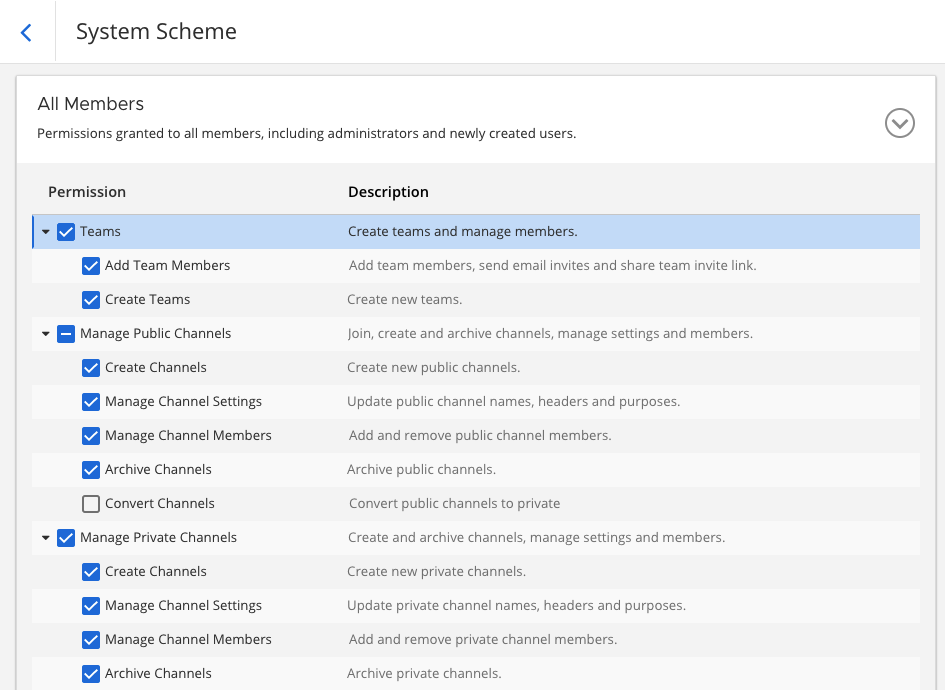 System Scheme
All Members
Permissions granted to all members, including administrators and newly created users.
Permission Description
Teams Create teams and manage members.
Add Team Members Add team members, send email invites and share team invite link.
Create Teams Create new teams.
Manage Public Channels Join, create and archive channels, manage settings and members.
Create Channels Create new public channels.
Manage Channel Settings Update public channel names, headers and purposes.
Manage Channel Members Add and remove public channel members.
Archive Channels Archive public channels.
Convert Channels Convert public channels to private
Manage Private Channels Create and archive channels, manage settings and members.
Create Channels Create new private channels.
Manage Channel Settings Update private channel names, headers and purposes.
Manage Channel Members Add and remove private channel members.
Archive Channels Archive private channels.